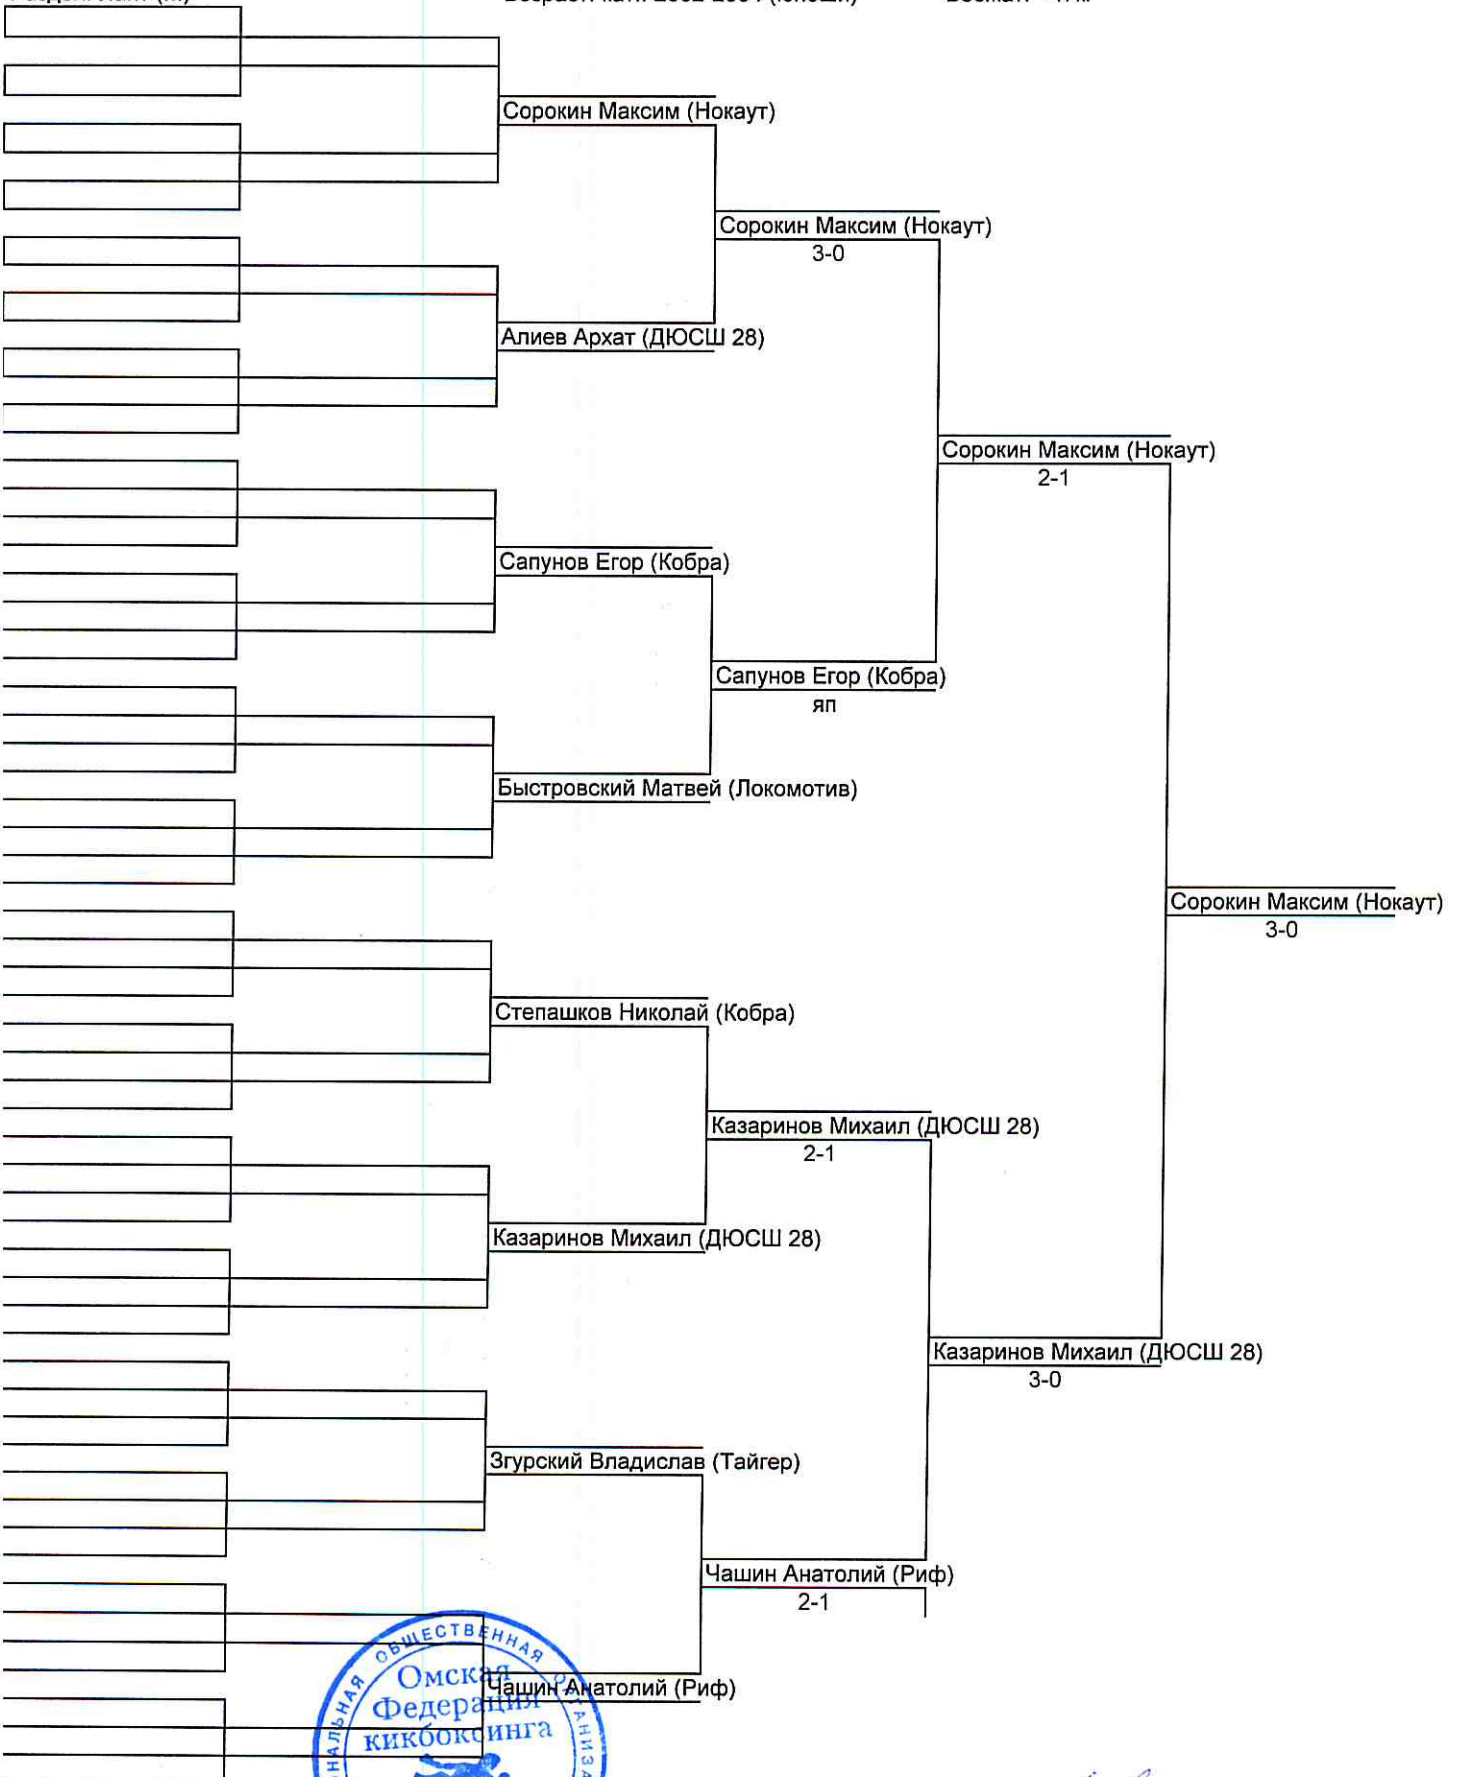 Сорокин Максим (Нокаут)
Сорокин Максим (Нокаут)
3-0
Алиев Архат (ДЮСШ 28)
Сорокин Максим (Нокаут)
2-1
Сапунов Егор (Кобра)
Сапунов Егор (Кобра)
яп
Быстровский Матвей (Локомотив)
Сорокин Максим (Нокаут)
3-0
Степашков Николай (Кобра)
Казаринов Михаил (ДЮСШ 28)
2-1
Казаринов Михаил (ДЮСШ 28)
Казаринов Михаил (ДЮСШ 28)
3-0
Згурский Владислав (Тайгер)
Чашин Анатолий (Риф)
2-1
Чашин Анатолий (Риф)
ОБЩЕСТВЕННАЯ
Омская
Федерация
кикбоксинга